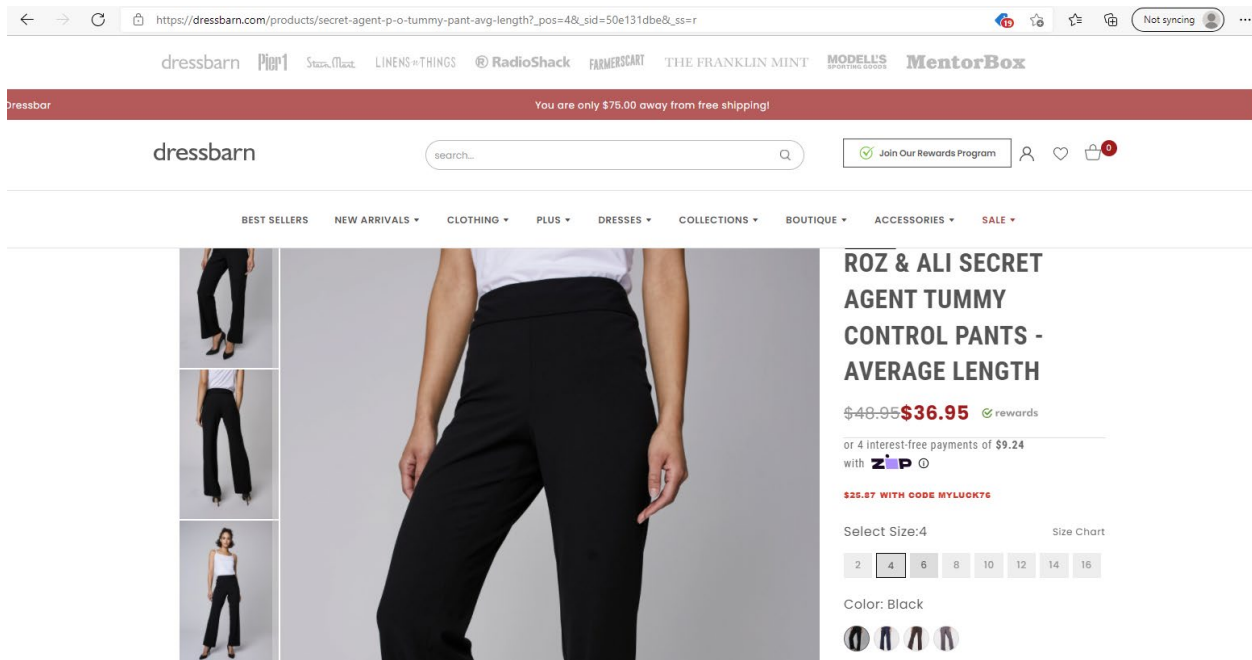 https://dressbarn.com/products/secret-agent-p-o-tummy-pant-avg-length?_pos=4&_sid=50e131dbe&_ss=r
19
Not syncing
dressbarn Pier1 Stein Mart LINENS n THINGS ® RadioShack FARMERSCART THE FRANKLIN MINT MODELL'S SPORTING GOODS MentorBox
Dressbar
You are only $75.00 away from free shipping!
dressbarn
search...
Join Our Rewards Program
0
BEST SELLERS NEW ARRIVALS CLOTHING PLUS DRESSES COLLECTIONS BOUTIQUE ACCESSORIES SALE
ROZ & ALI SECRET
AGENT TUMMY
CONTROL PANTS -
AVERAGE LENGTH
$48.95 $36.95 rewards
or 4 interest-free payments of $9.24
with ZIP
$25.87 WITH CODE MYLUCK76
Select Size:4 Size Chart
2 4 6 8 10 12 14 16
Color: Black